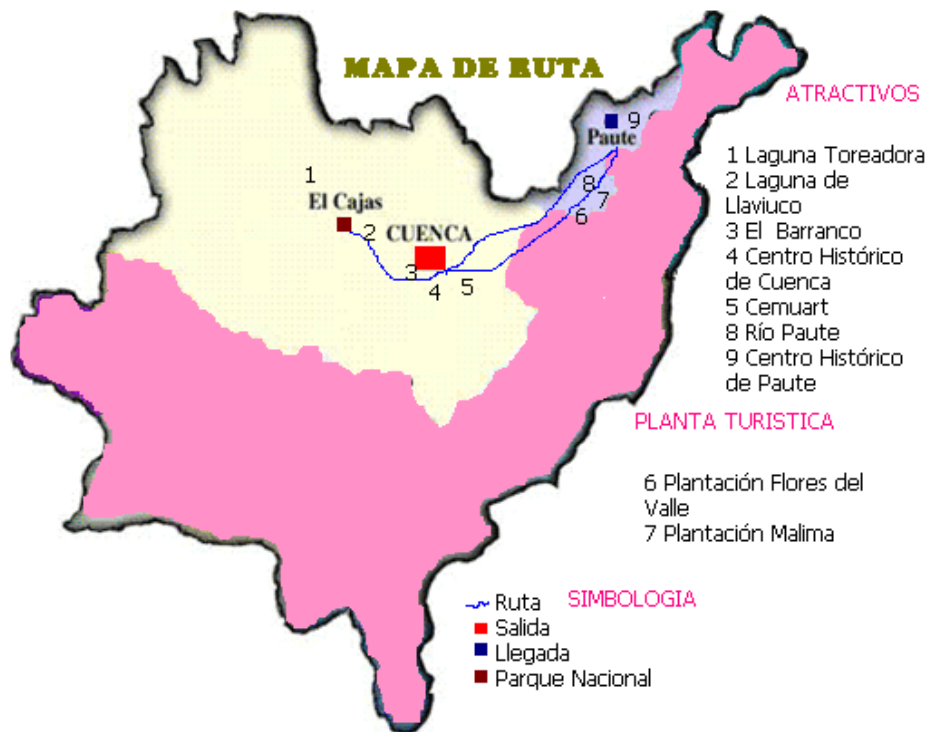 MAPA DE RUTA
ATRACTIVOS
9
Paute
1 Laguna Toreadora
2 Laguna de
Llaviuco
3 El Barranco
4 Centro Histórico
de Cuenca
5 Cemuart
8 Río Paute
9 Centro Histórico
de Paute
1
El Cajas
2
CUENCA
3
4
5
6
7
8
PLANTA TURISTICA
6 Plantación Flores del
Valle
7 Plantación Malima
SIMBOLOGIA
Ruta
Salida
Llegada
Parque Nacional